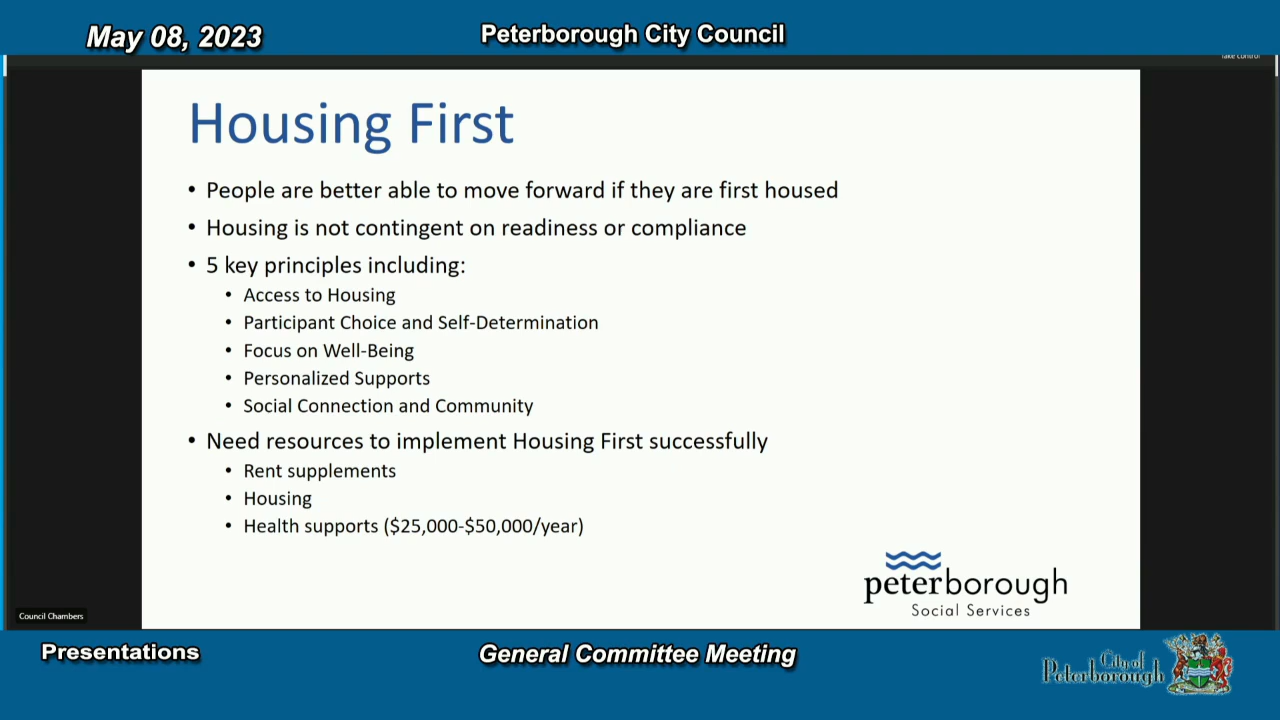 May 08, 2023
Peterborough City Council
Take Control
Housing First
• People are better able to move forward if they are first housed
• Housing is not contingent on readiness or compliance
• 5 key principles including:
• Access to Housing
• Participant Choice and Self-Determination
• Focus on Well-Being
• Personalized Supports
• Social Connection and Community
• Need resources to implement Housing First successfully
• Rent supplements
• Housing
• Health supports ($25,000-$50,000/year)
peterborough
Social Services
Council Chambers
Presentations
General Committee Meeting
City of
Peterborough